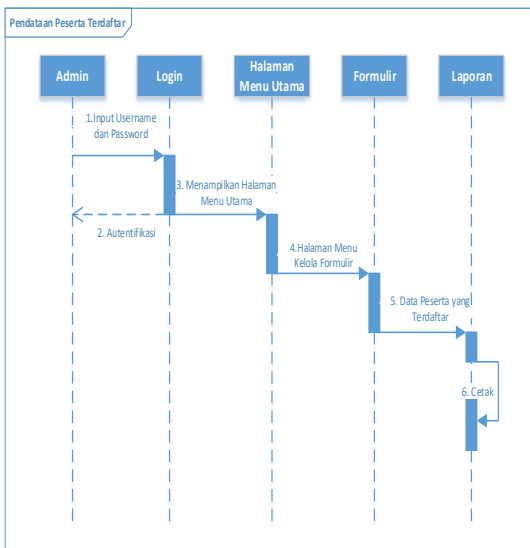 Pendataan Peserta Terdaftar
Admin
Login
Halaman
Menu Utama
Formulir
Laporan
1.Input Username
dan Password
3. Menampilkan Halaman
Menu Utama
2. Autentifikasi
4.Halaman Menu
Kelola Formulir
5. Data Peserta yang
Terdaftar
6. Cetak